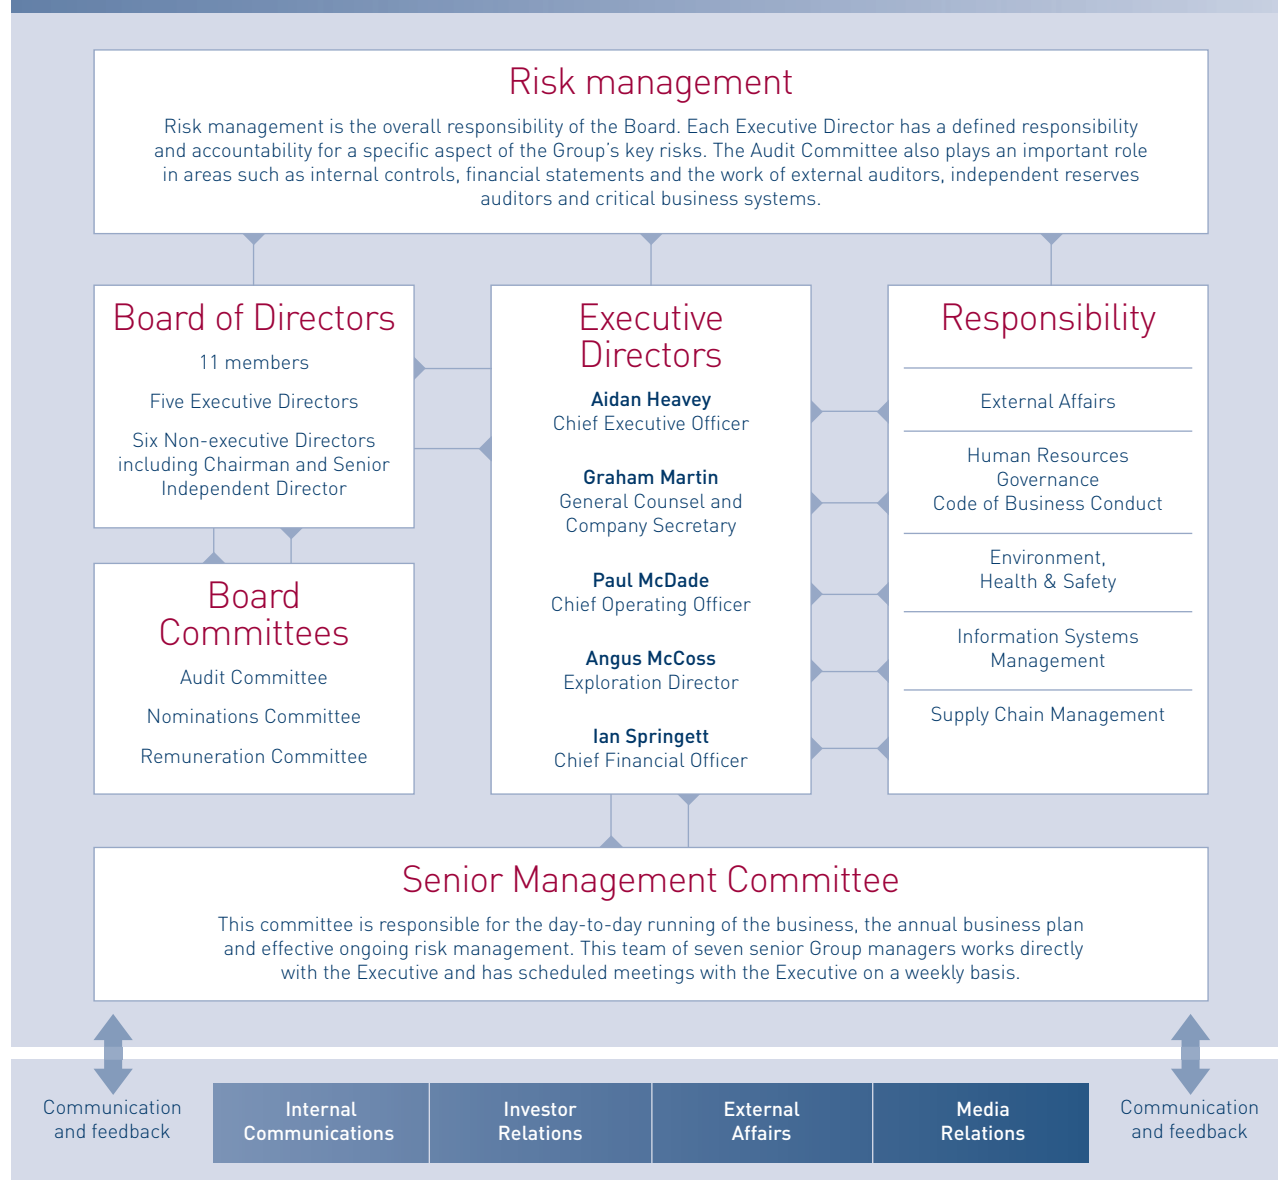 Risk management
Risk management is the overall responsibility of the Board. Each Executive Director has a defined responsibility
and accountability for a specific aspect of the Group's key risks. The Audit Committee also plays an important role
in areas such as internal controls, financial statements and the work of external auditors, independent reserves
auditors and critical business systems.
Board of Directors
11 members
Five Executive Directors
Six Non-executive Directors
including Chairman and Senior
Independent Director
Board
Committees
Audit Committee
Nominations Committee
Remuneration Committee
Executive
Directors
Aidan Heavey
Chief Executive Officer
Graham Martin
General Counsel and
Company Secretary
Paul McDade
Chief Operating Officer
Angus McCoss
Exploration Director
Ian Springett
Chief Financial Officer
Responsibility
External Affairs
Human Resources
Governance
Code of Business Conduct
Environment,
Health & Safety
Information Systems
Management
Supply Chain Management
Senior Management Committee
This committee is responsible for the day-to-day running of the business, the annual business plan
and effective ongoing risk management. This team of seven senior Group managers works directly
with the Executive and has scheduled meetings with the Executive on a weekly basis.
Communication
and feedback
Internal
Communications
Investor
Relations
External
Affairs
Media
Relations
Communication
and feedback